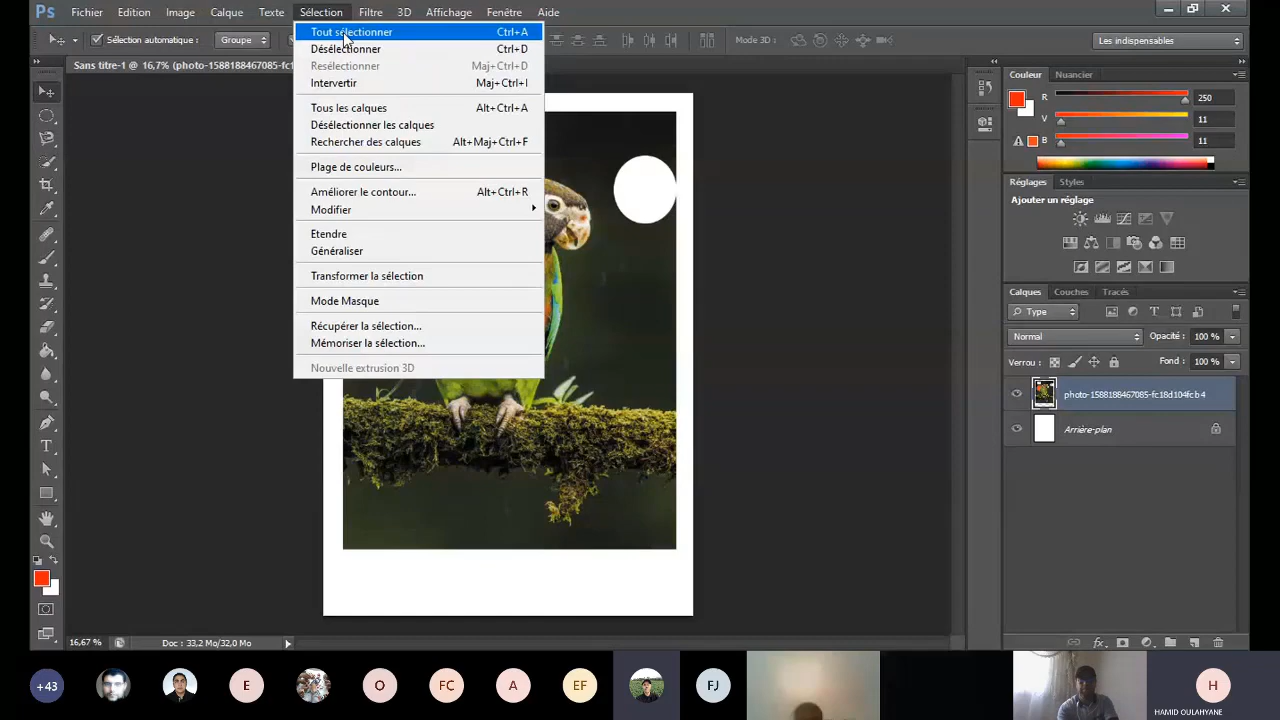 Ps Fichier Edition Image Calque Texte Sélection Filtre 3D Affichage Fenêtre Aide
Sélection automatique : Groupe Mode 3D : Les indispensables
Sans titre-1 @ 16,7% (photo-1588188467085-fc1
Tout sélectionner Ctrl+A
Désélectionner Ctrl+D
Resélectionner Maj+Ctrl+D
Intervertir Maj+Ctrl+I
Tous les calques Alt+Ctrl+A
Désélectionner les calques
Rechercher des calques Alt+Maj+Ctrl+F
Plage de couleurs...
Améliorer le contour... Alt+Ctrl+R
Modifier
Etendre
Généraliser
Transformer la sélection
Mode Masque
Récupérer la sélection...
Mémoriser la sélection...
Nouvelle extrusion 3D
Couleur Nuancier
R 250
V 11
B 11
Réglages Styles
Ajouter un réglage
Calques Couches Tracés
Type
Normal Opacité : 100 %
Verrou : Fond : 100 %
photo-1588188467085-fc18d104fcb4
Arrière-plan
16,67 % Doc : 33,2 Mo/32,0 Mo
+43 E O FC A EF FJ H
HAMID OULAHYANE